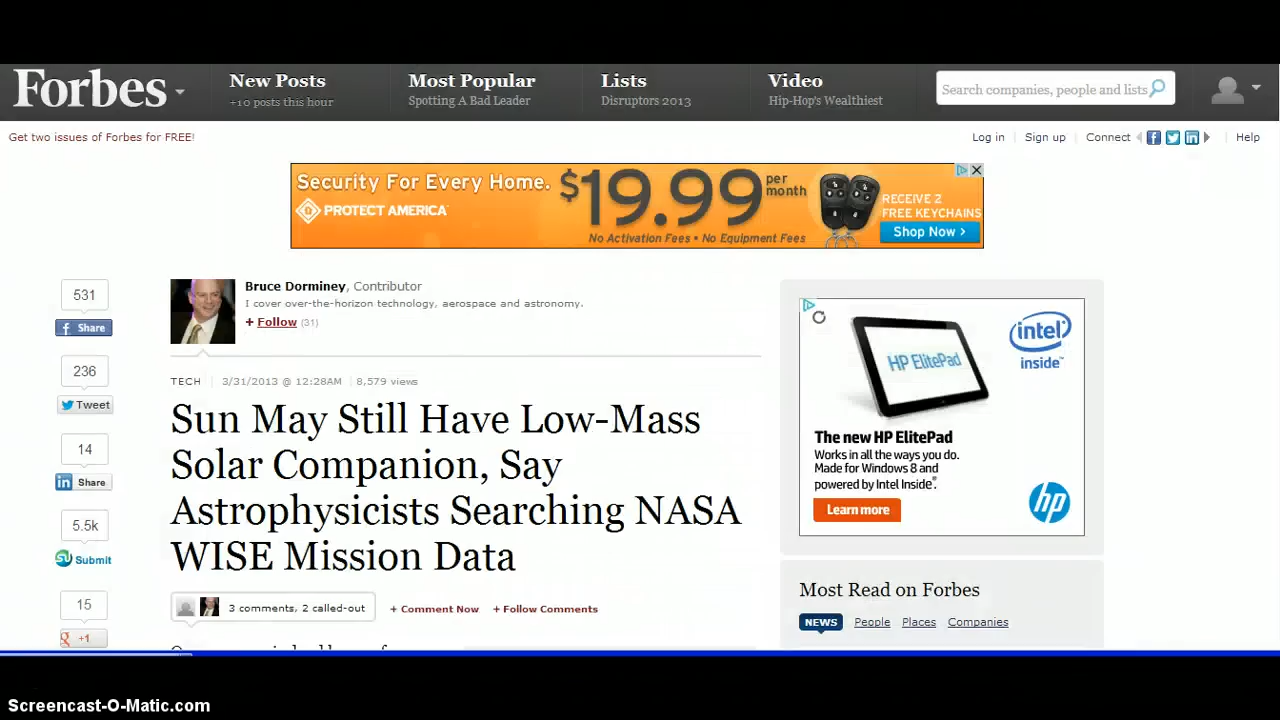 Forbes
New Posts
+10 posts this hour
Most Popular
Spotting A Bad Leader
Lists
Disruptors 2013
Video
Hip-Hop's Wealthiest
Search companies, people and lists
Get two issues of Forbes for FREE!
Log in
Sign up
Connect
Help
Security For Every Home.
PROTECT AMERICA
$19.99 per month
No Activation Fees • No Equipment Fees
RECEIVE 2
FREE KEYCHAINS
Shop Now >
531
Share
236
Tweet
14
Share
5.5k
Submit
15
+1
Bruce Dorminey, Contributor
I cover over-the-horizon technology, aerospace and astronomy.
+ Follow (31)
TECH | 3/31/2013 @ 12:28AM | 8,579 views
Sun May Still Have Low-Mass
Solar Companion, Say
Astrophysicists Searching NASA
WISE Mission Data
3 comments, 2 called-out
+ Comment Now
+ Follow Comments
HP ElitePad
intel
inside™
The new HP ElitePad
Works in all the ways you do.
Made for Windows 8 and
powered by Intel Inside®.
Learn more
hp
Most Read on Forbes
NEWS People Places Companies
Screencast-O-Matic.com